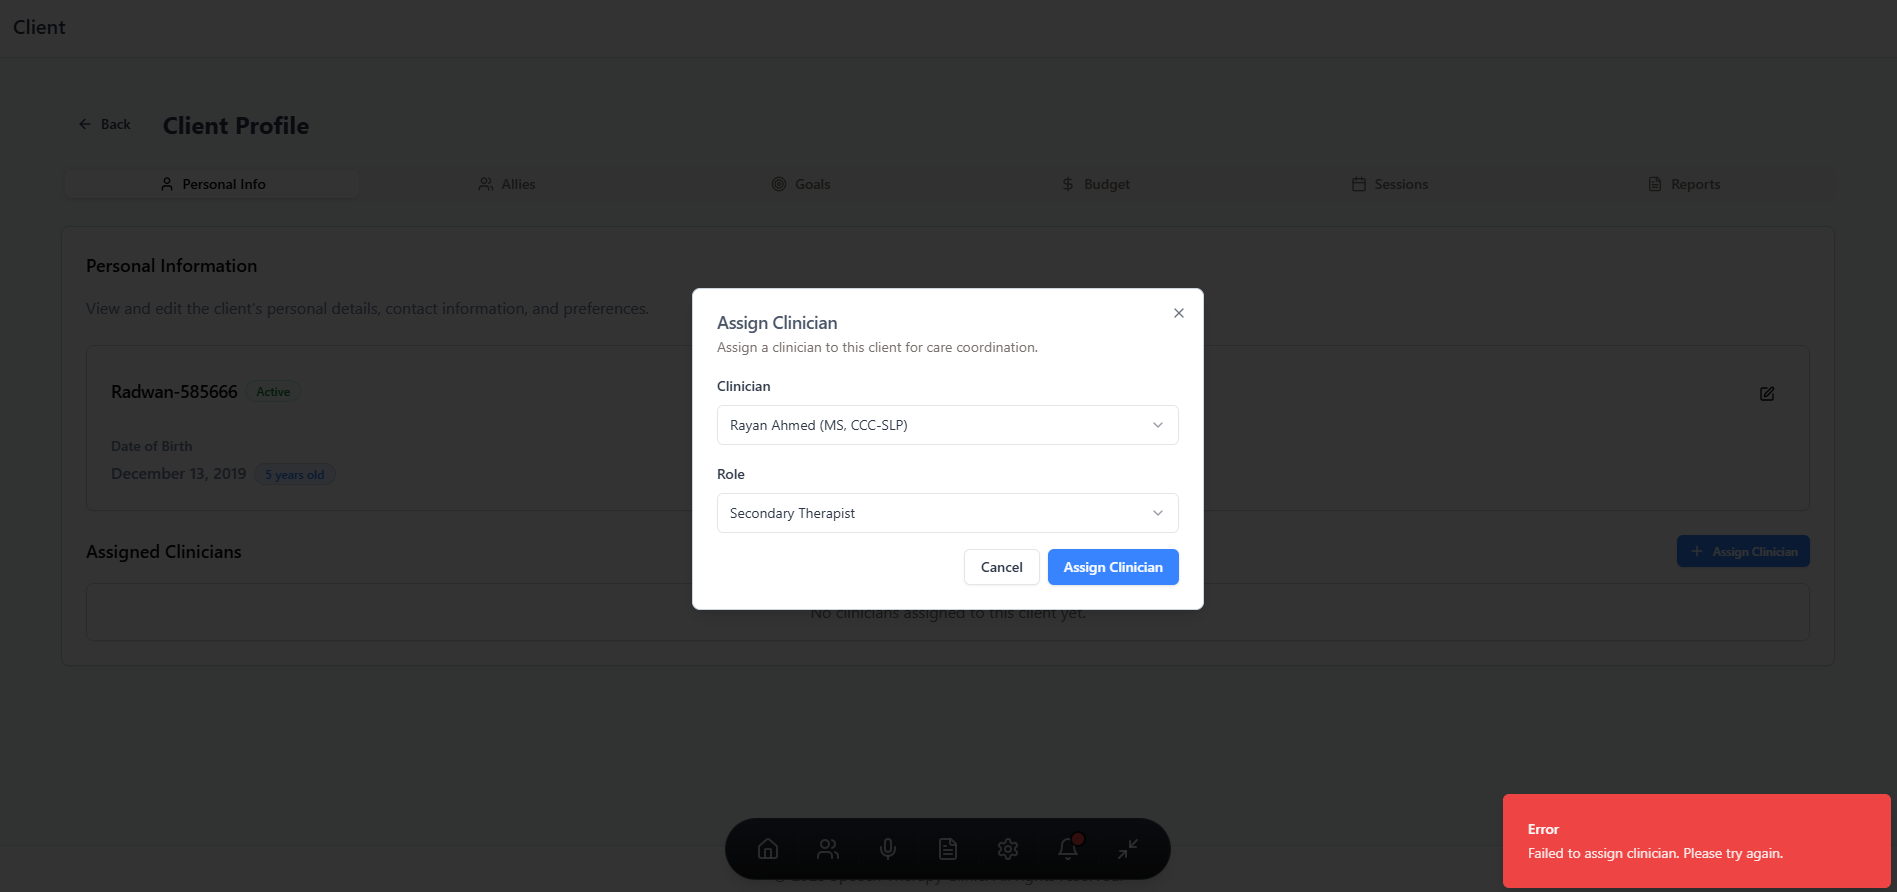 Client
Back
Client Profile
Personal Info
Allies
Goals
Budget
Sessions
Reports
Personal Information
View and edit the client's personal details, contact information, and preferences.
Radwan-585666
Active
Date of Birth
December 13, 2019
5 years old
Assigned Clinicians
Assign Clinician
No clinicians assigned to this client yet.
Assign Clinician
Assign a clinician to this client for care coordination.
Clinician
Rayan Ahmed (MS, CCC-SLP)
Role
Secondary Therapist
Cancel
Assign Clinician
Error
Failed to assign clinician. Please try again.